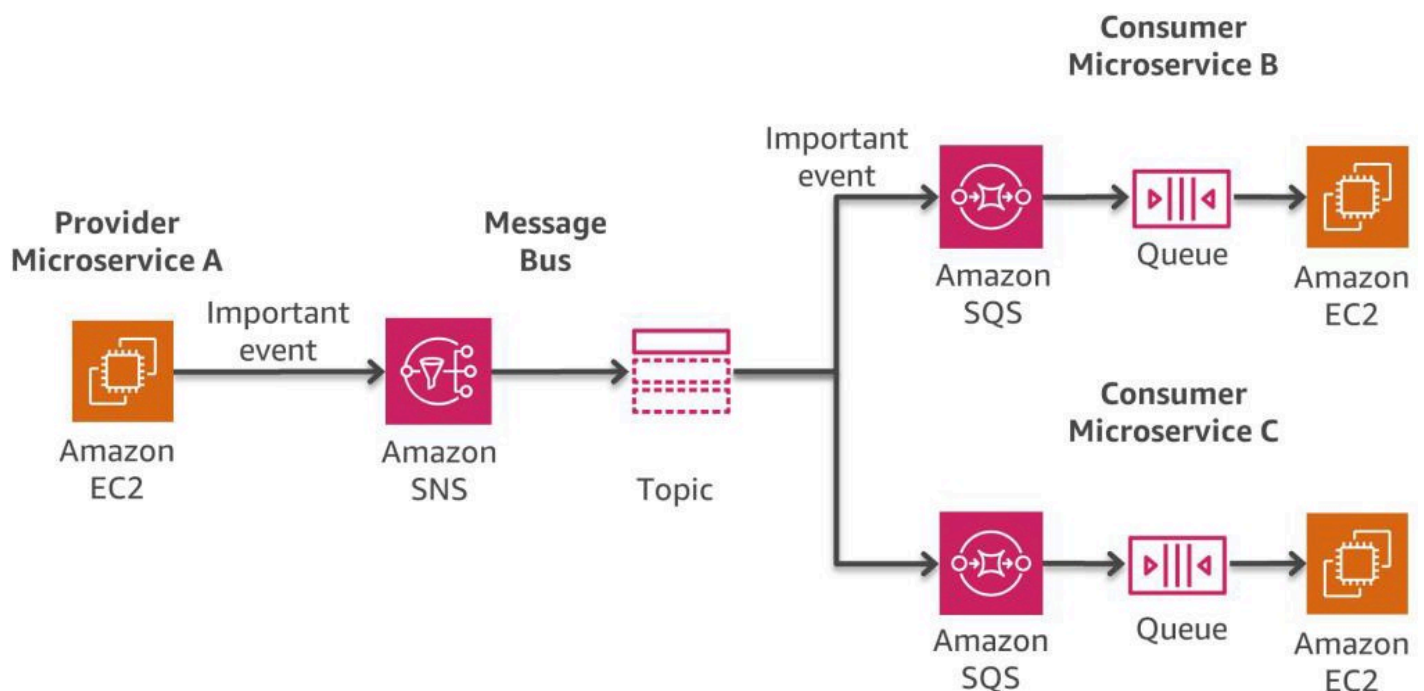 Provider
Microservice A
Amazon
EC2
Important
event
Message
Bus
Amazon
SNS
Topic
Important
event
Consumer
Microservice B
Amazon
SQS
Queue
Amazon
EC2
Consumer
Microservice C
Amazon
SQS
Queue
Amazon
EC2